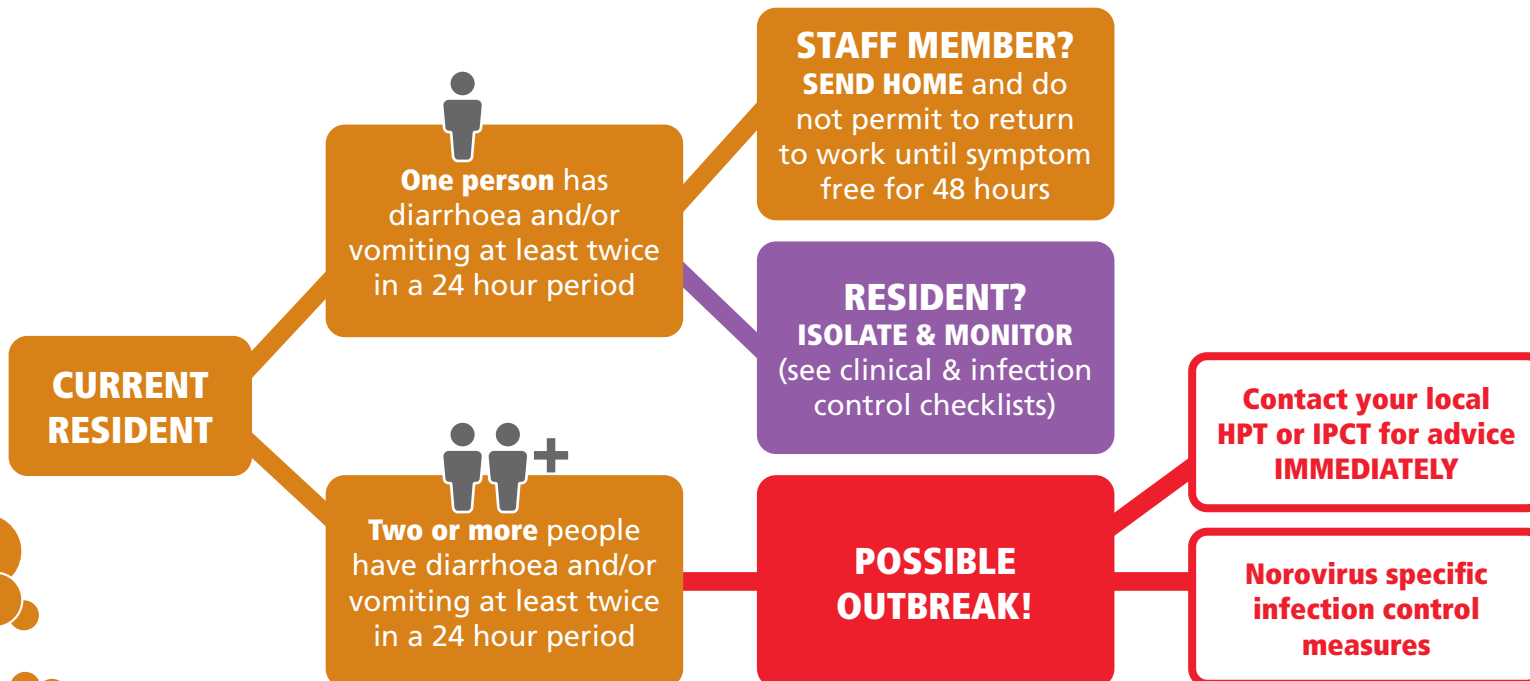 CURRENT
RESIDENT
One person has
diarrhoea and/or
vomiting at least twice
in a 24 hour period
STAFF MEMBER?
SEND HOME and do
not permit to return
to work until symptom
free for 48 hours
RESIDENT?
ISOLATE & MONITOR
(see clinical & infection
control checklists)
+
Two or more people
have diarrhoea and/or
vomiting at least twice
in a 24 hour period
POSSIBLE
OUTBREAK!
Contact your local
HPT or IPCT for advice
IMMEDIATELY
Norovirus specific
infection control
measures